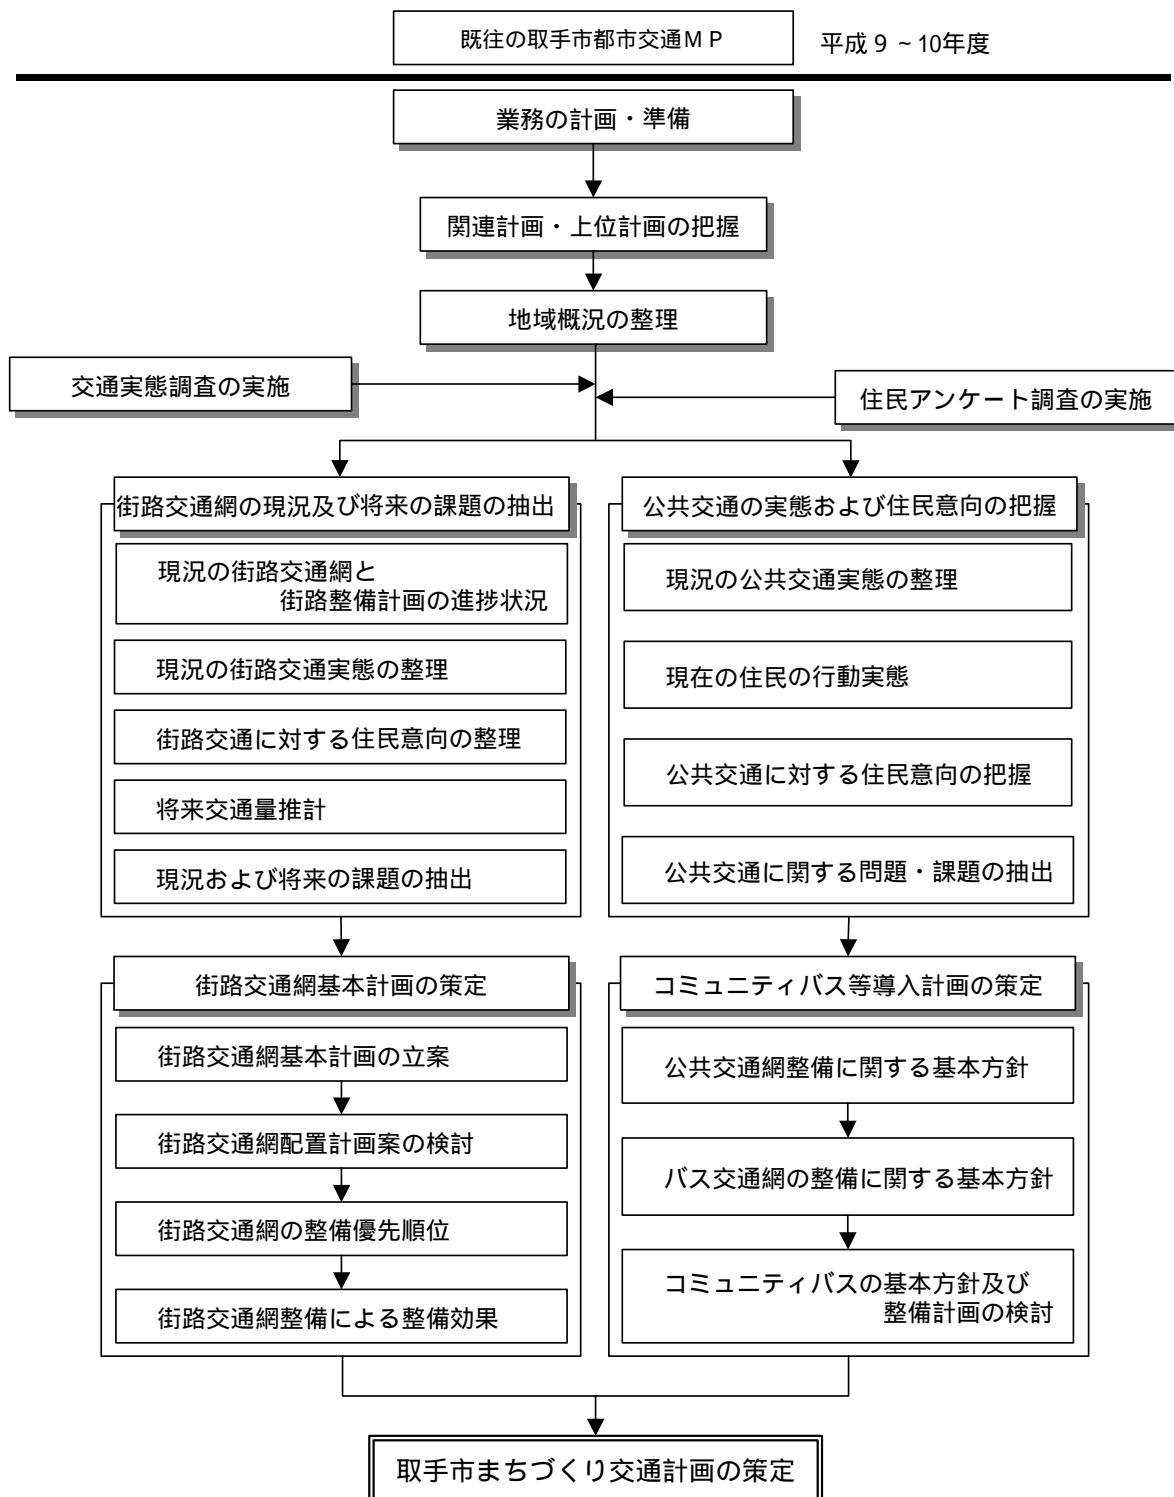 既往の取手市都市交通ＭＰ
平成９～10年度
業務の計画・準備
関連計画・上位計画の把握
地域概況の整理
交通実態調査の実施
住民アンケート調査の実施
街路交通網の現況及び将来の課題の抽出
現況の街路交通網と
街路整備計画の進捗状況
現況の街路交通実態の整理
街路交通に対する住民意向の整理
将来交通量推計
現況および将来の課題の抽出
公共交通の実態および住民意向の把握
現況の公共交通実態の整理
現在の住民の行動実態
公共交通に対する住民意向の把握
公共交通に関する問題・課題の抽出
街路交通網基本計画の策定
街路交通網基本計画の立案
街路交通網配置計画案の検討
街路交通網の整備優先順位
街路交通網整備による整備効果
コミュニティバス等導入計画の策定
公共交通網整備に関する基本方針
バス交通網の整備に関する基本方針
コミュニティバスの基本方針及び
整備計画の検討
取手市まちづくり交通計画の策定